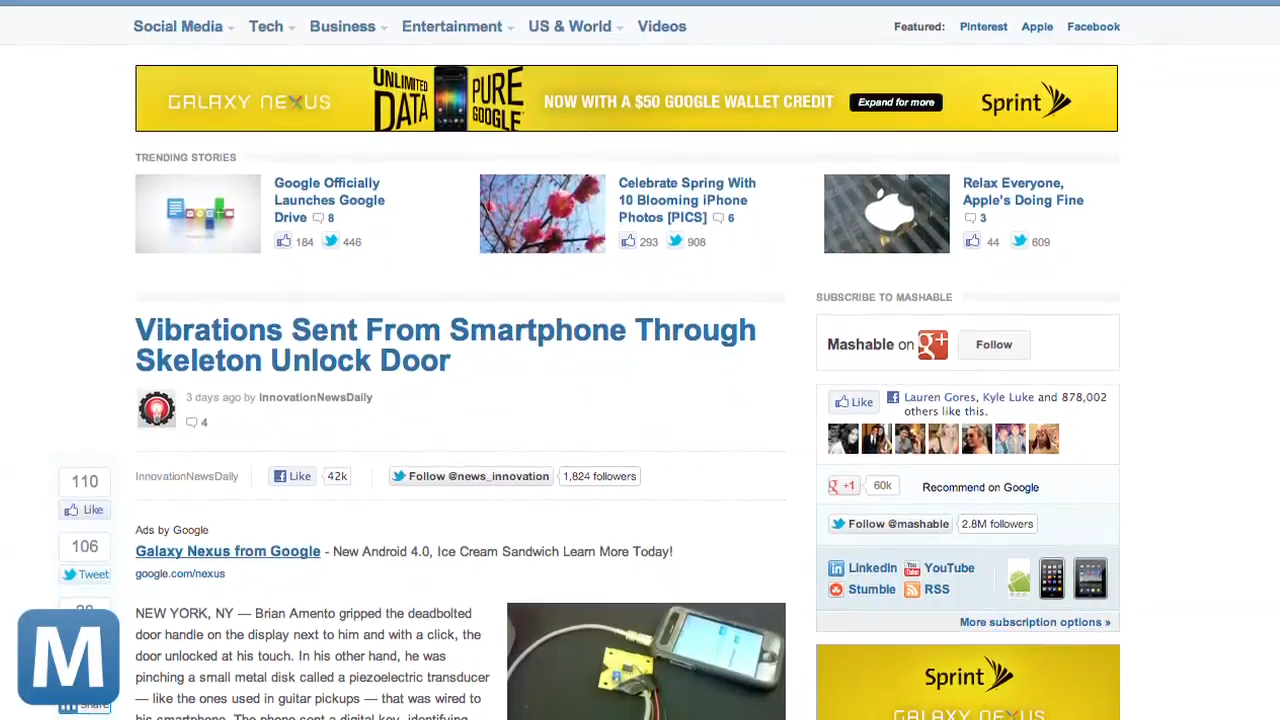 Social Media Tech Business Entertainment US & World Videos Featured: Pinterest Apple Facebook
GALAXY NEXUS UNLIMITED DATA PURE GOOGLE NOW WITH A $50 GOOGLE WALLET CREDIT Expand for more Sprint
TRENDING STORIES
Google Officially
Launches Google
Drive 8
184 446
Celebrate Spring With
10 Blooming iPhone
Photos [PICS] 6
293 908
Relax Everyone,
Apple's Doing Fine
3
44 609
Vibrations Sent From Smartphone Through
Skeleton Unlock Door
3 days ago by InnovationNewsDaily
4
InnovationNewsDaily Like 42k Follow @news_innovation 1,824 followers
110
Like
106
Tweet
Share
M
Ads by Google
Galaxy Nexus from Google - New Android 4.0, Ice Cream Sandwich Learn More Today!
google.com/nexus
NEW YORK, NY — Brian Amento gripped the deadbolted
door handle on the display next to him and with a click, the
door unlocked at his touch. In his other hand, he was
pinching a small metal disk called a piezoelectric transducer
— like the ones used in guitar pickups — that was wired to
his smartphone. The phone sent a digital key, identifying
SUBSCRIBE TO MASHABLE
Mashable on g+ Follow
Like Lauren Gores, Kyle Luke and 878,002
others like this.
g +1 60k Recommend on Google
Follow @mashable 2.8M followers
LinkedIn YouTube
Stumble RSS
More subscription options »
Sprint
GALAXY NEXUS